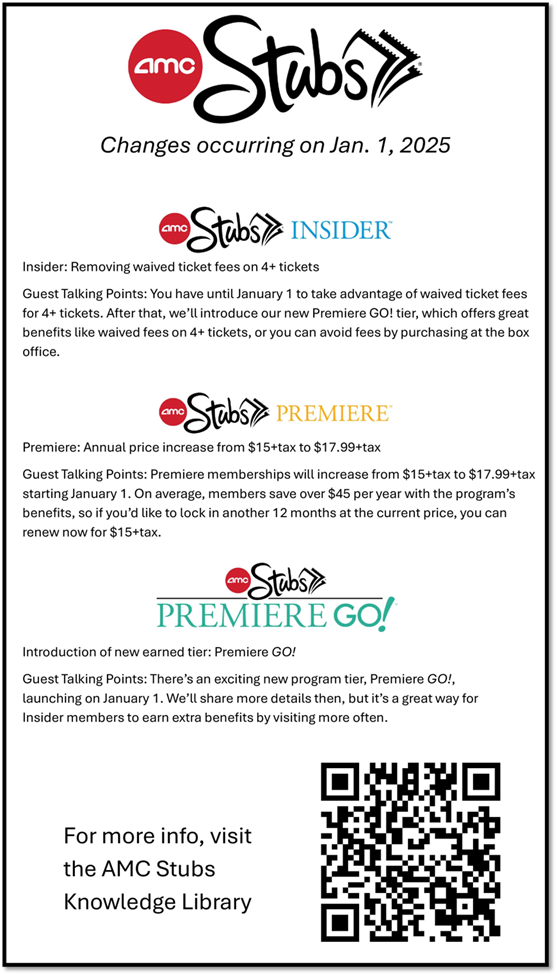 amc Stubs®
Changes occurring on Jan. 1, 2025
amc Stubs INSIDER™
Insider: Removing waived ticket fees on 4+ tickets
Guest Talking Points: You have until January 1 to take advantage of waived ticket fees
for 4+ tickets. After that, we’ll introduce our new Premiere GO! tier, which offers great
benefits like waived fees on 4+ tickets, or you can avoid fees by purchasing at the box
office.
amc Stubs PREMIERE™
Premiere: Annual price increase from $15+tax to $17.99+tax
Guest Talking Points: Premiere memberships will increase from $15+tax to $17.99+tax
starting January 1. On average, members save over $45 per year with the program’s
benefits, so if you’d like to lock in another 12 months at the current price, you can
renew now for $15+tax.
amc Stubs
PREMIERE GO!™
Introduction of new earned tier: Premiere GO!
Guest Talking Points: There’s an exciting new program tier, Premiere GO!,
launching on January 1. We’ll share more details then, but it’s a great way for
Insider members to earn extra benefits by visiting more often.
For more info, visit
the AMC Stubs
Knowledge Library